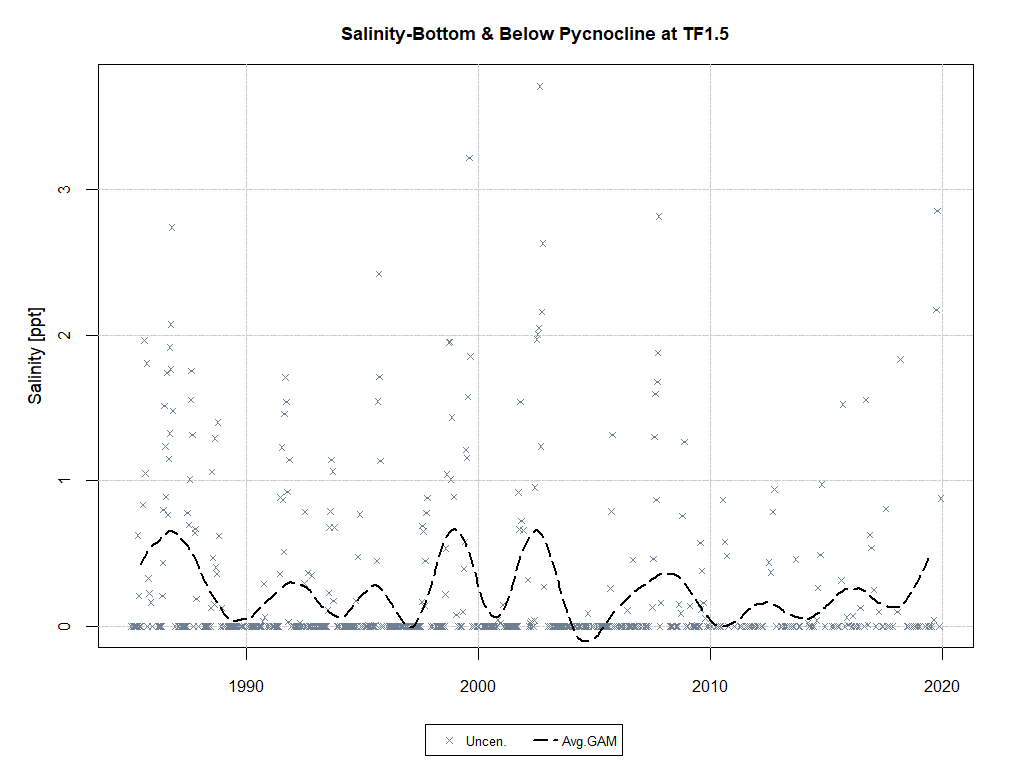 Salinity-Bottom & Below Pycnocline at TF1.5
Salinity [ppt]
3
2
1
0
1990 2000 2010 2020
Uncen. Avg.GAM